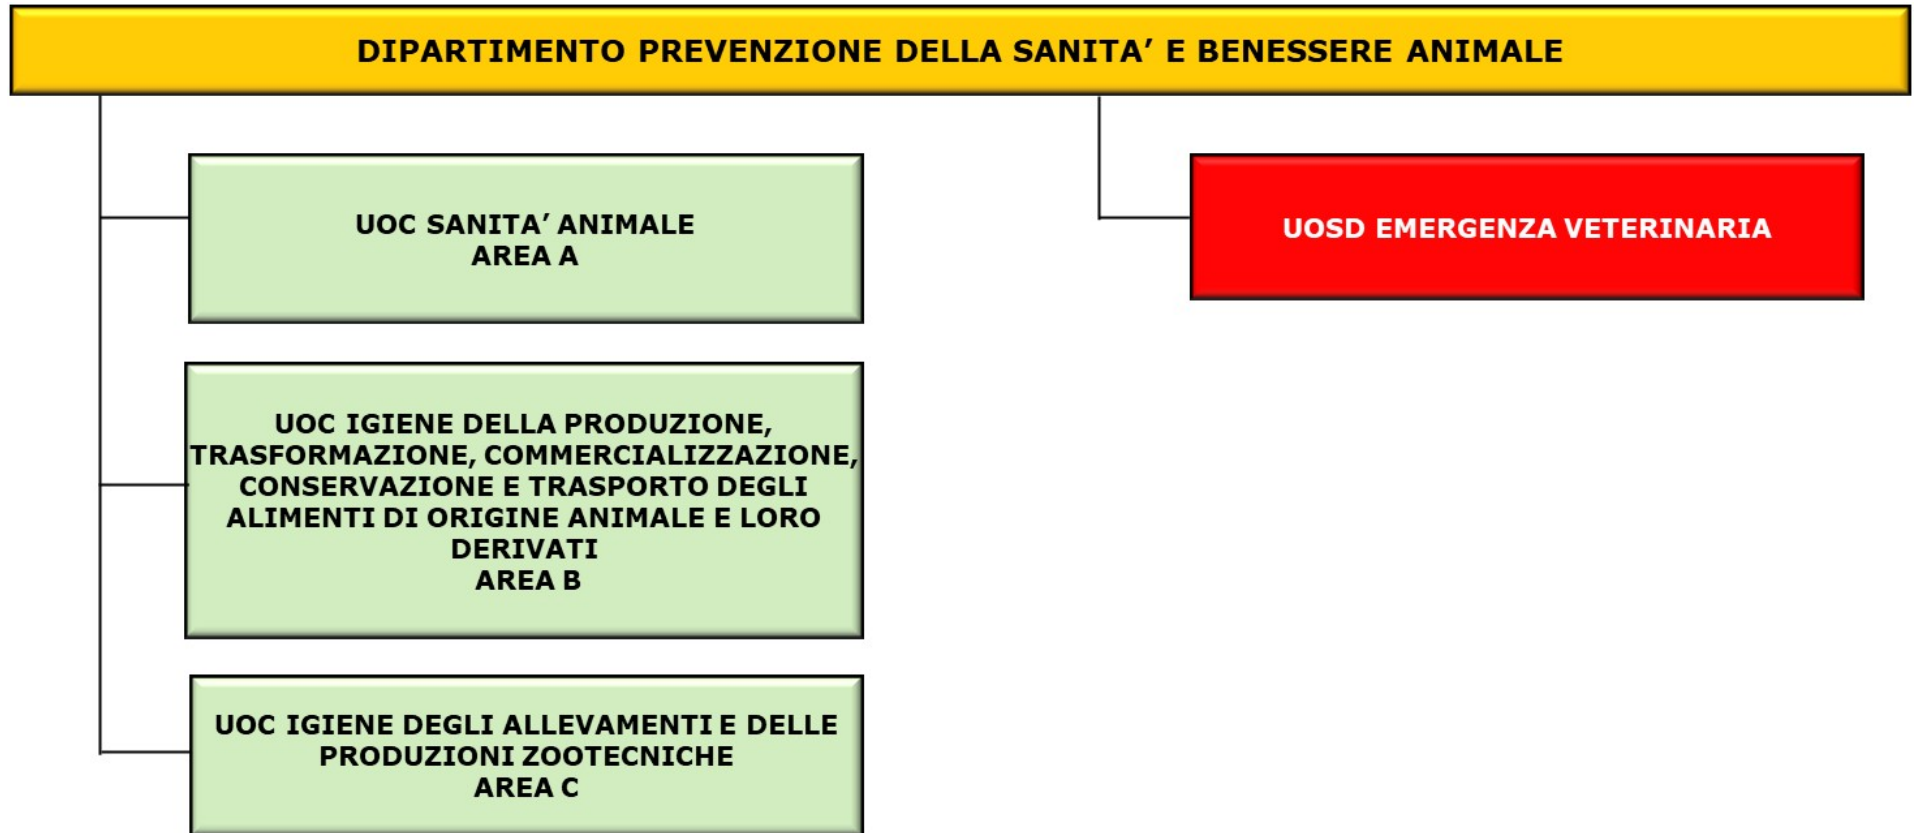 DIPARTIMENTO PREVENZIONE DELLA SANITA’ E BENESSERE ANIMALE
UOC SANITA’ ANIMALE
AREA A
UOSD EMERGENZA VETERINARIA
UOC IGIENE DELLA PRODUZIONE,
TRASFORMAZIONE, COMMERCIALIZZAZIONE,
CONSERVAZIONE E TRASPORTO DEGLI
ALIMENTI DI ORIGINE ANIMALE E LORO
DERIVATI
AREA B
UOC IGIENE DEGLI ALLEVAMENTI E DELLE
PRODUZIONI ZOOTECNICHE
AREA C